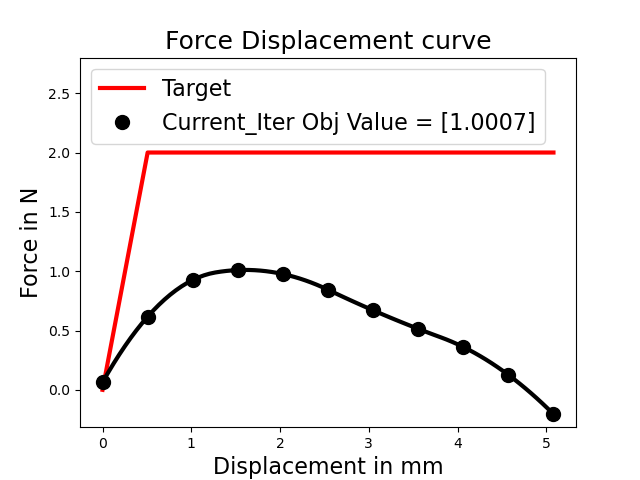 Force Displacement curve
Target
Current_Iter Obj Value = [1.0007]
Force in N
2.5
2.0
1.5
1.0
0.5
0.0
0 1 2 3 4 5
Displacement in mm